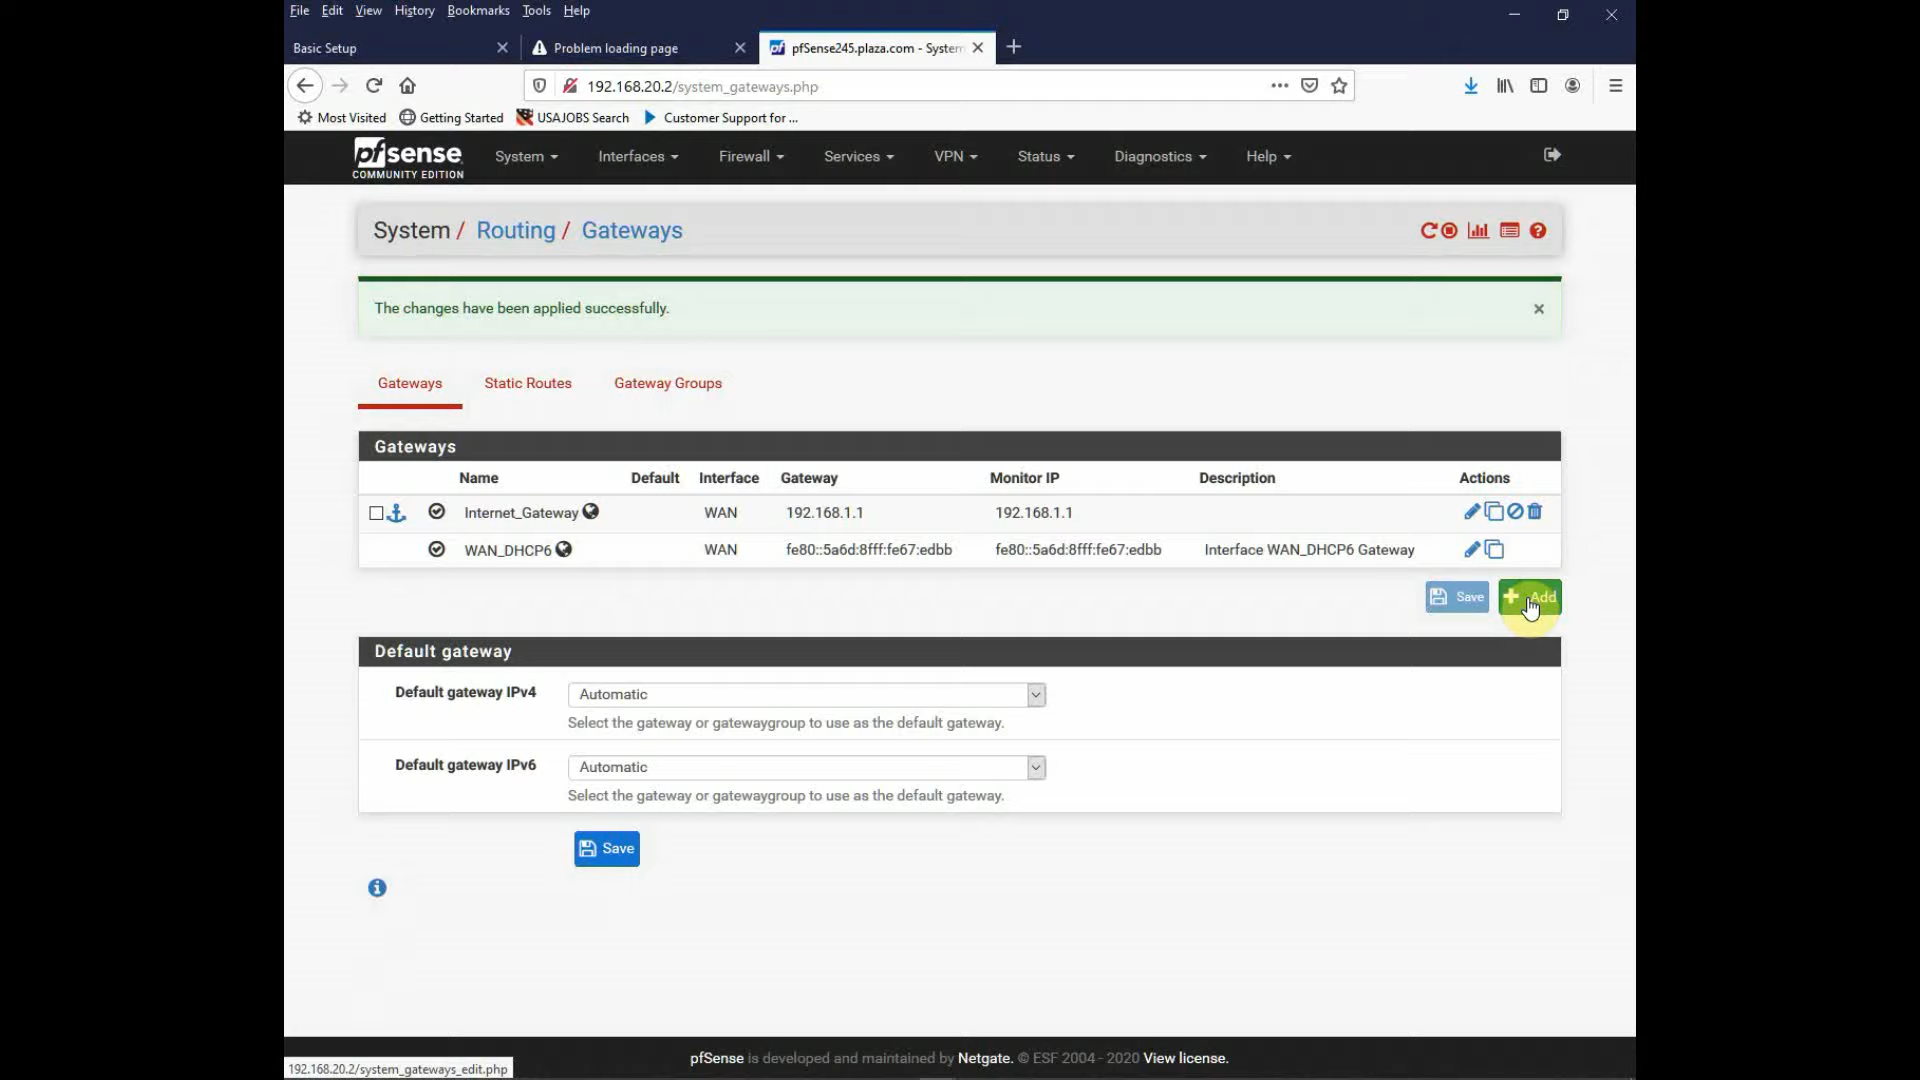 File Edit View History Bookmarks Tools Help
Basic Setup
Problem loading page
pfSense245.plaza.com - System
192.168.20.2/system_gateways.php
Most Visited Getting Started USAJOBS Search Customer Support for ...
pfsense
COMMUNITY EDITION
System Interfaces Firewall Services VPN Status Diagnostics Help
System / Routing / Gateways
The changes have been applied successfully.
Gateways Static Routes Gateway Groups
Gateways
Name Default Interface Gateway Monitor IP Description Actions
Internet_Gateway WAN 192.168.1.1 192.168.1.1
WAN_DHCP6 WAN fe80::5a6d:8fff:fe67:edbb fe80::5a6d:8fff:fe67:edbb Interface WAN_DHCP6 Gateway
Save Add
Default gateway
Default gateway IPv4 Automatic
Select the gateway or gatewaygroup to use as the default gateway.
Default gateway IPv6 Automatic
Select the gateway or gatewaygroup to use as the default gateway.
Save
pfSense is developed and maintained by Netgate. © ESF 2004 - 2020 View license.
192.168.20.2/system_gateways_edit.php